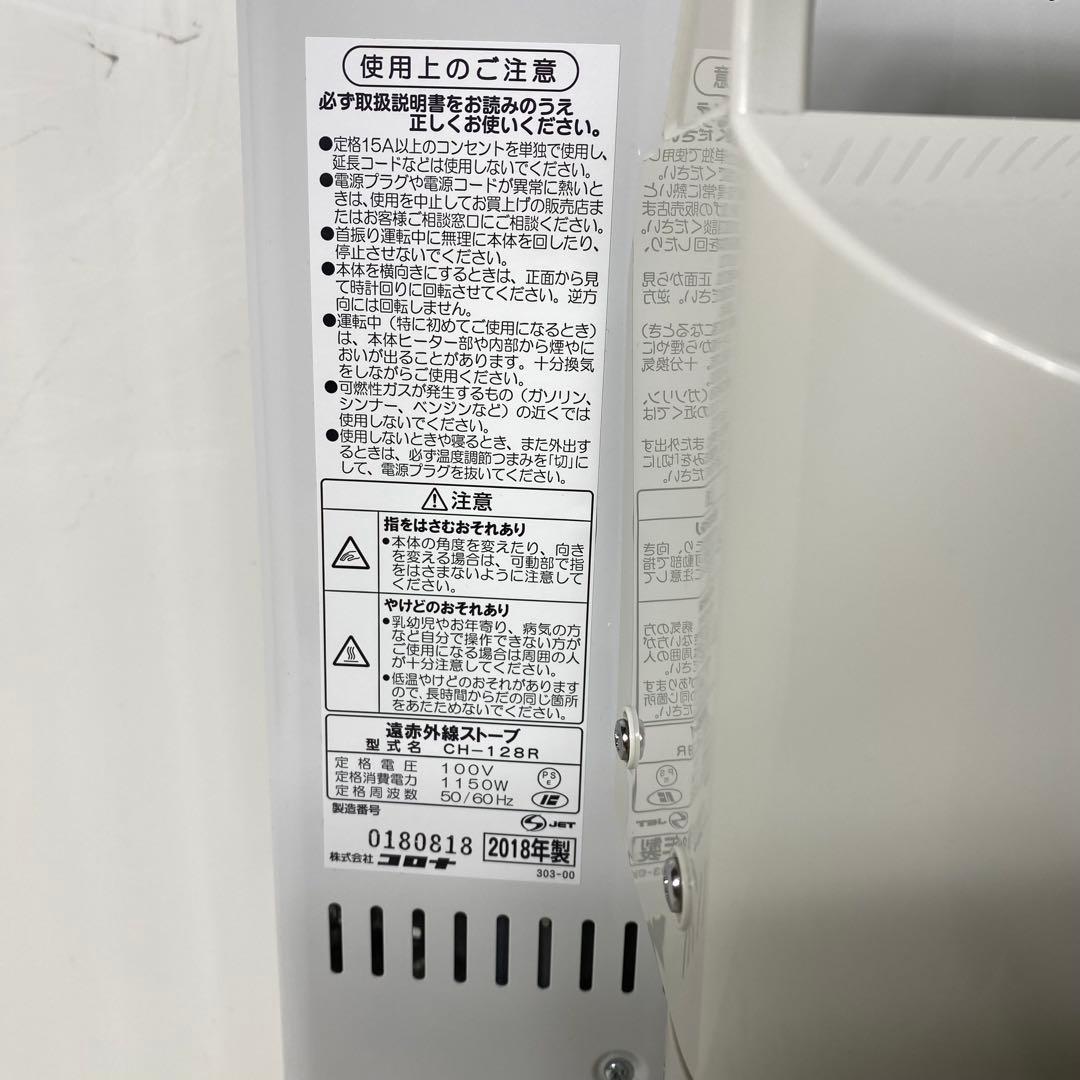 使用上のご注意
必ず取扱説明書をお読みのうえ
正しくお使いください。
●定格15A以上のコンセントを単独で使用し、
延長コードなどは使用しないでください。
●電源プラグや電源コードが異常に熱いと
きは、使用を中止してお買上げの販売店ま
たはお客様ご相談窓口にご相談ください。
●首振り運転中に無理に本体を回したり、
停止させないでください。
●本体を横向きにするときは、正面から見
て時計回りに回転させてください。逆方
向には回転しません。
●運転中（特に初めてご使用になるとき）
は、本体ヒーター部や内部から煙やに
おいが出ることがあります。十分換気
をしながらご使用ください。
●可燃性ガスが発生するもの（ガソリン、
シンナー、ベンジンなど）の近くでは
使用しないでください。
●使用しないときや寝るとき、また外出す
るときは、必ず温度調節つまみを「切」に
して、電源プラグを抜いてください。
⚠注意
指をはさむおそれあり
●本体の角度を変えたり、向き
を変える場合は、可動部で指
をはさまないように注意して
ください。
やけどのおそれあり
●乳幼児やお年寄り、病気の方
など自分で操作できない方が
ご使用になる場合は周囲の人
が十分注意してください。
●低温やけどのおそれがあります
ので、長時間からだの同じ箇所
をあたためないでください。
遠赤外線ストーブ
型式名 CH-128R
定格電圧 100V
定格消費電力 1150W
定格周波数 50/60Hz
PSE
製造番号
JET
0180818 2018年製
株式会社 コロナ
303-00